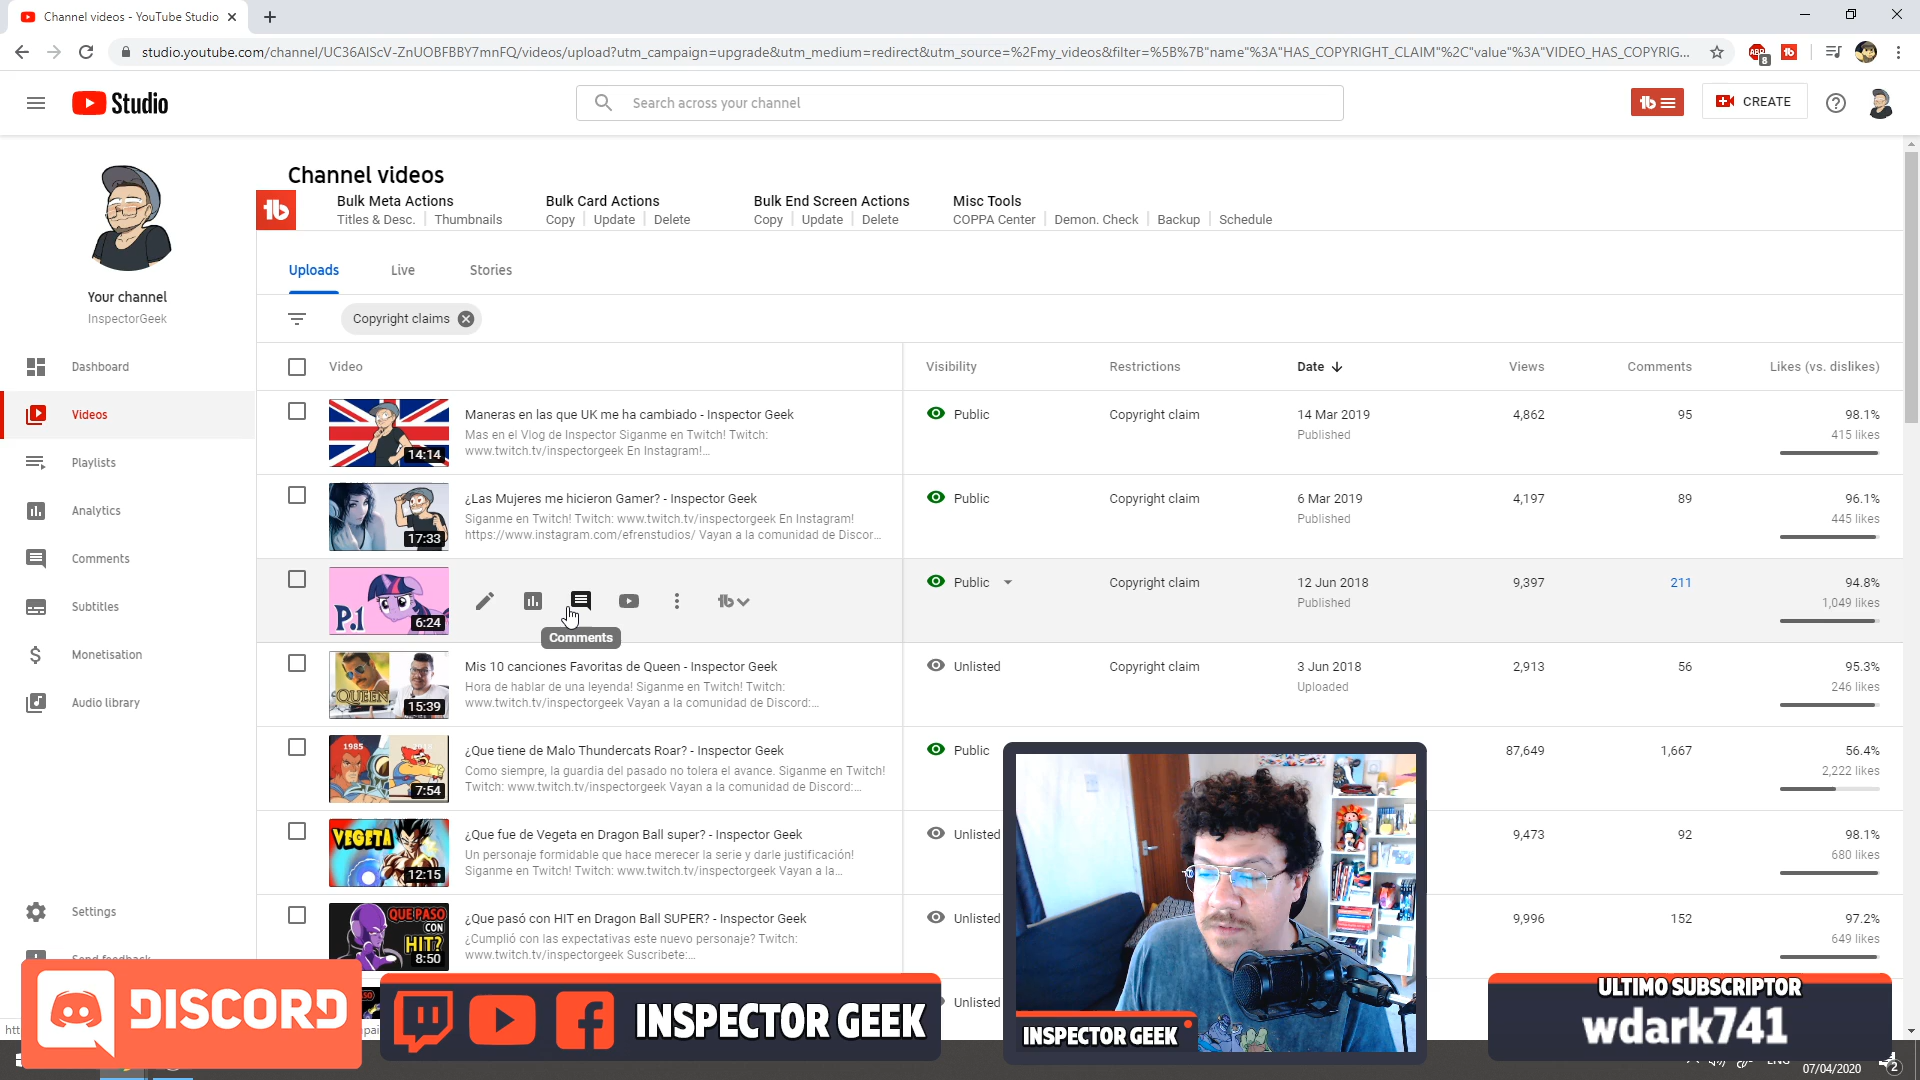 Channel videos - YouTube Studio
studio.youtube.com/channel/UC36AIScV-ZnUOBFBBY7mnFQ/videos/upload?utm_campaign=upgrade&utm_medium=redirect&utm_source=%2Fmy_videos&filter=%5B%7B"name"%3A"HAS_COPYRIGHT_CLAIM"%2C"value"%3A"VIDEO_HAS_COPYRIG...
ABP
8
tb
Studio
Search across your channel
tb
CREATE
Channel videos
tb
Bulk Meta Actions
Titles & Desc. Thumbnails
Bulk Card Actions
Copy Update Delete
Bulk End Screen Actions
Copy Update Delete
Misc Tools
COPPA Center Demon. Check Backup Schedule
Your channel
InspectorGeek
Dashboard
Videos
Playlists
Analytics
Comments
Subtitles
Monetisation
Audio library
Settings
Send feedback
Uploads Live Stories
Copyright claims
Video Visibility Restrictions Date Views Comments Likes (vs. dislikes)
14:14
Maneras en las que UK me ha cambiado - Inspector Geek
Mas en el Vlog de Inspector Siganme en Twitch! Twitch:
www.twitch.tv/inspectorgeek En Instagram!...
Public Copyright claim 14 Mar 2019 4,862 95 98.1%
Published 415 likes
17:33
¿Las Mujeres me hicieron Gamer? - Inspector Geek
Siganme en Twitch! Twitch: www.twitch.tv/inspectorgeek En Instagram!
https://www.instagram.com/efrenstudios/ Vayan a la comunidad de Discor...
Public Copyright claim 6 Mar 2019 4,197 89 96.1%
Published 445 likes
P.1
6:24
tb
Comments
Public Copyright claim 12 Jun 2018 9,397 211 94.8%
Published 1,049 likes
QUEEN
15:39
Mis 10 canciones Favoritas de Queen - Inspector Geek
Hora de hablar de una leyenda! Siganme en Twitch! Twitch:
www.twitch.tv/inspectorgeek Vayan a la comunidad de Discord:...
Unlisted Copyright claim 3 Jun 2018 2,913 56 95.3%
Uploaded 246 likes
1985
7:54
¿Que tiene de Malo Thundercats Roar? - Inspector Geek
Como siempre, la guardia del pasado no tolera el avance. Siganme en Twitch!
Twitch: www.twitch.tv/inspectorgeek Vayan a la comunidad de Discord:...
Public 87,649 1,667 56.4%
2,222 likes
VEGETA
12:15
¿Que fue de Vegeta en Dragon Ball super? - Inspector Geek
Un personaje formidable que hace merecer la serie y darle justificación!
Siganme en Twitch! Twitch: www.twitch.tv/inspectorgeek Vayan a la...
Unlisted 9,473 92 98.1%
680 likes
QUE PASO
CON
HIT?
8:50
¿Que pasó con HIT en Dragon Ball SUPER? - Inspector Geek
¿Cumplió con las expectativas este nuevo personaje? Twitch:
www.twitch.tv/inspectorgeek Suscribete:...
Unlisted 9,996 152 97.2%
649 likes
Unlisted
DISCORD
INSPECTOR GEEK
INSPECTOR GEEK
ULTIMO SUBSCRIPTOR
wdark741
ENG
07/04/2020
2